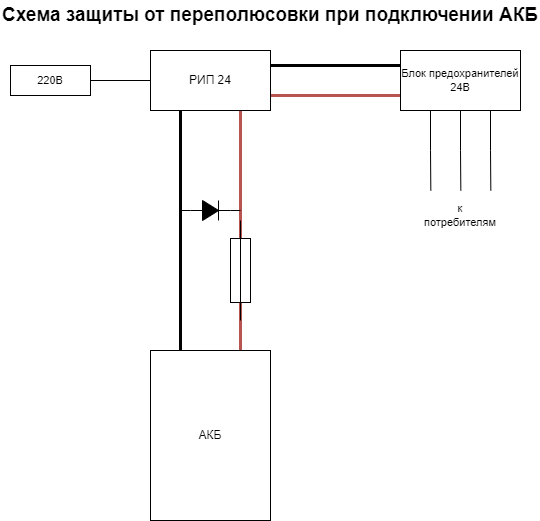 Схема защиты от переполюсовки при подключении АКБ
220В
РИП 24
Блок предохранителей
24В
к
потребителям
АКБ